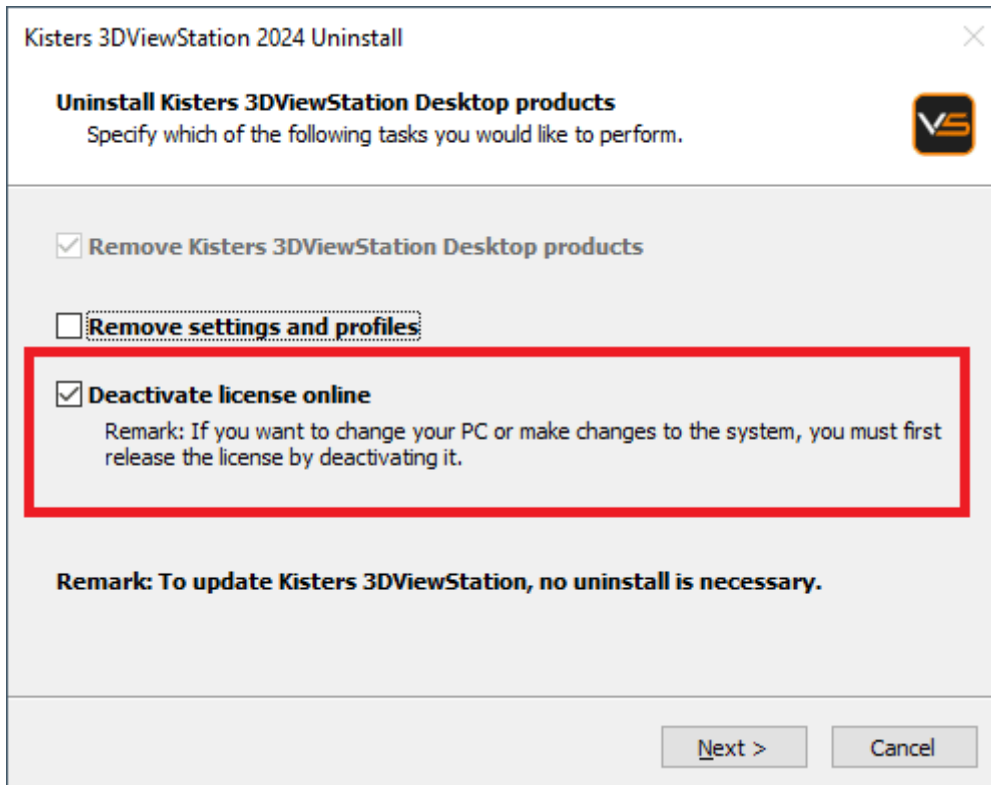 Kisters 3DViewStation 2024 Uninstall
Uninstall Kisters 3DViewStation Desktop products
Specify which of the following tasks you would like to perform.
VS
Remove Kisters 3DViewStation Desktop products
Remove settings and profiles
Deactivate license online
Remark: If you want to change your PC or make changes to the system, you must first
release the license by deactivating it.
Remark: To update Kisters 3DViewStation, no uninstall is necessary.
Next >
Cancel